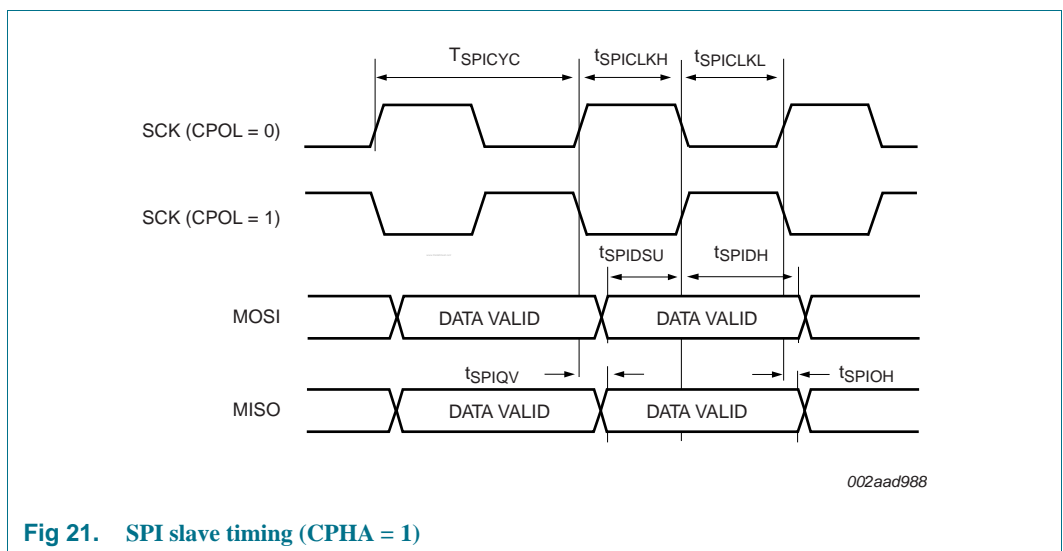 TSPICYC
tSPICLKH
tSPICLKL
SCK (CPOL = 0)
SCK (CPOL = 1)
tSPIDSU
tSPIDH
MOSI
DATA VALID
DATA VALID
tSPIQV
tSPIOH
MISO
DATA VALID
DATA VALID
002aad988
Fig 21. SPI slave timing (CPHA = 1)